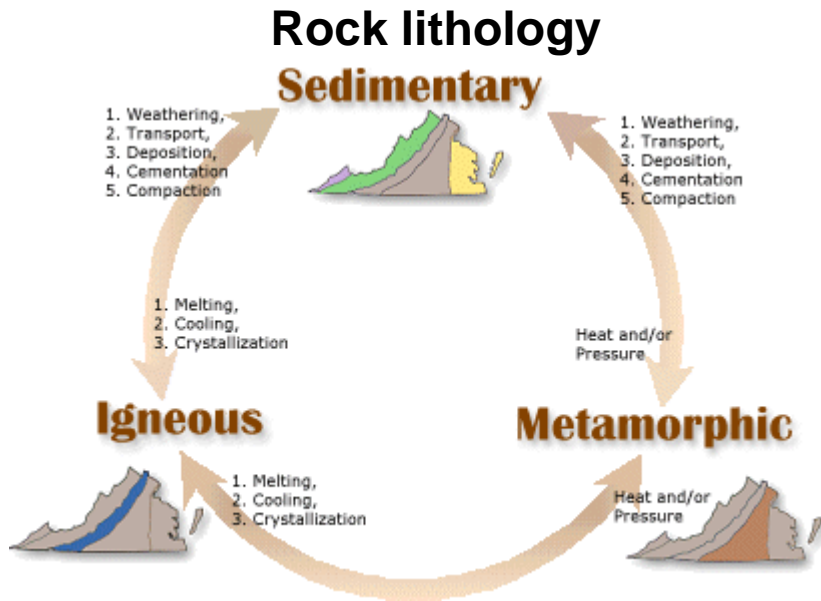 Rock lithology
Sedimentary
1. Weathering,
2. Transport,
3. Deposition,
4. Cementation
5. Compaction
1. Weathering,
2. Transport,
3. Deposition,
4. Cementation
5. Compaction
1. Melting,
2. Cooling,
3. Crystallization
Heat and/or
Pressure
Igneous
Metamorphic
1. Melting,
2. Cooling,
3. Crystallization
Heat and/or
Pressure